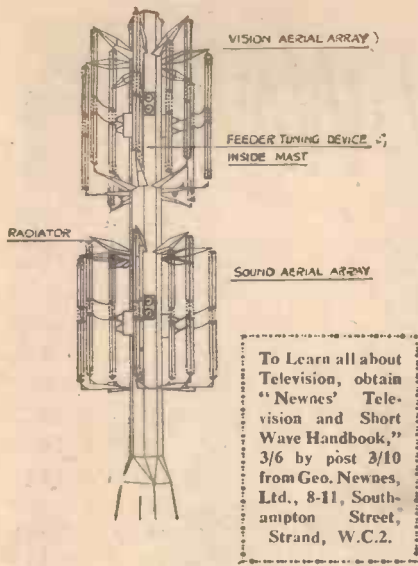 VISION AERIAL ARRAY
FEEDER TUNING DEVICE
INSIDE MAST
RADIATOR
SOUND AERIAL ARRAY
To Learn all about
Television, obtain
"Newnes' Tele-
vision and Short
Wave Handbook,"
3/6 by post 3/10
from Geo. Newnes,
Ltd., 8-11, South-
ampton Street,
Strand, W.C.2.